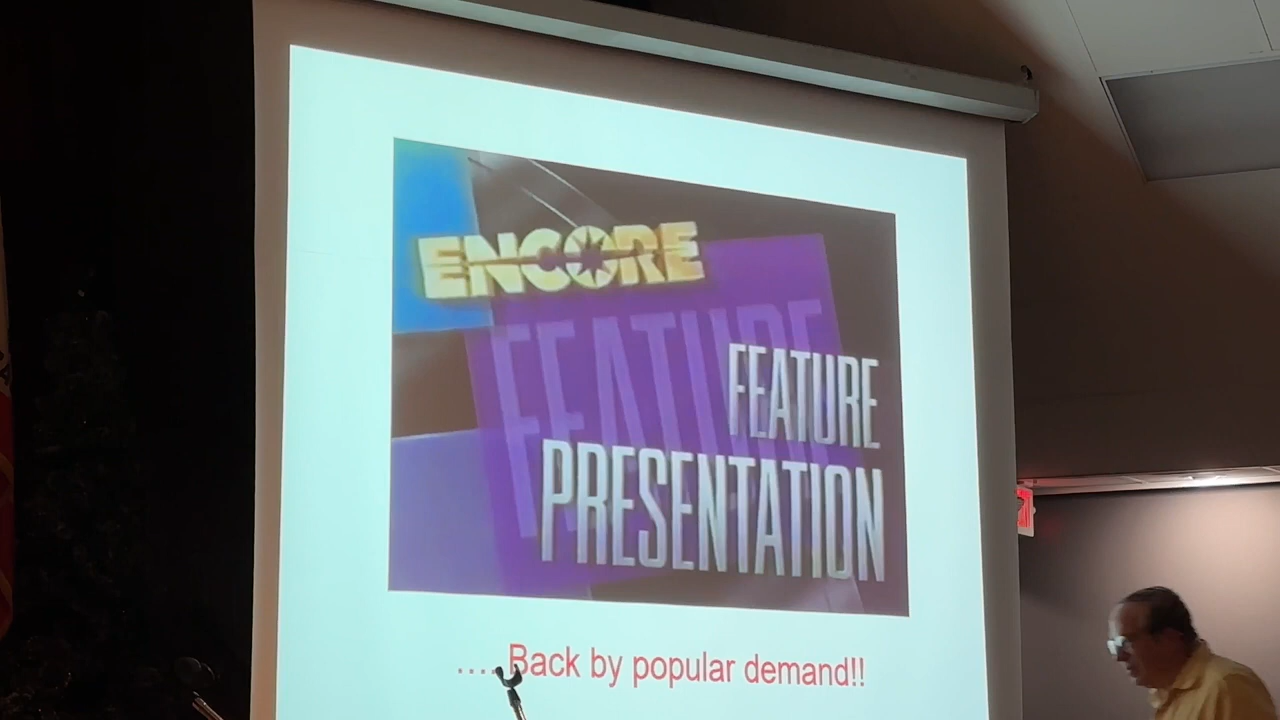 ENCORE
FEATURE
FEATURE
PRESENTATION
.....Back by popular demand!!